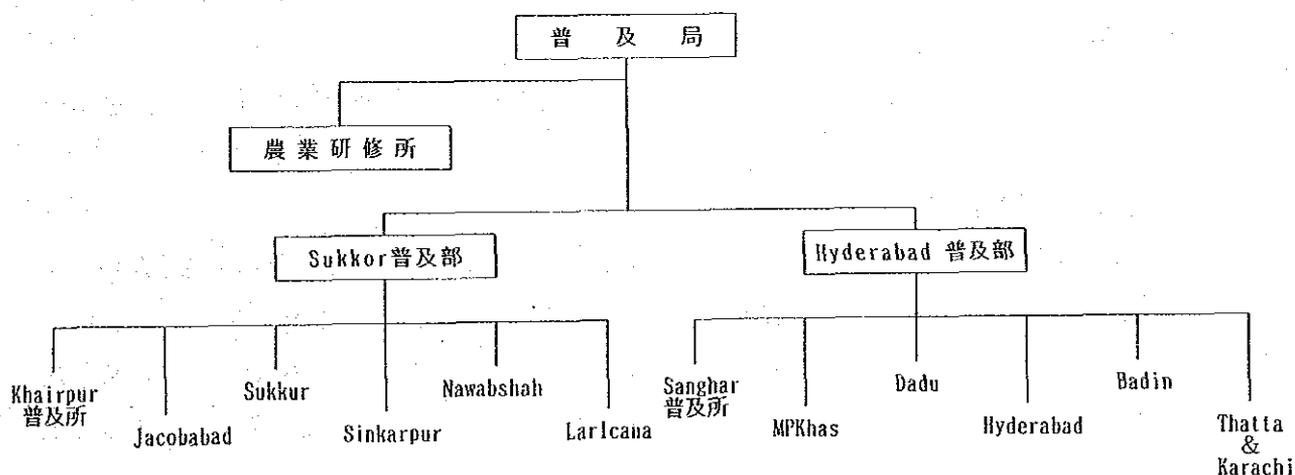 普及局
農業研修所
Sukkor普及部
Hyderabad 普及部
Khairpur
普及所
Jacobabad
Sukkur
Sinkarpur
Nawabshah
Larlcana
Sanghar
普及所
MPKhas
Dadu
Hyderabad
Badin
Thatta
&
Karachi